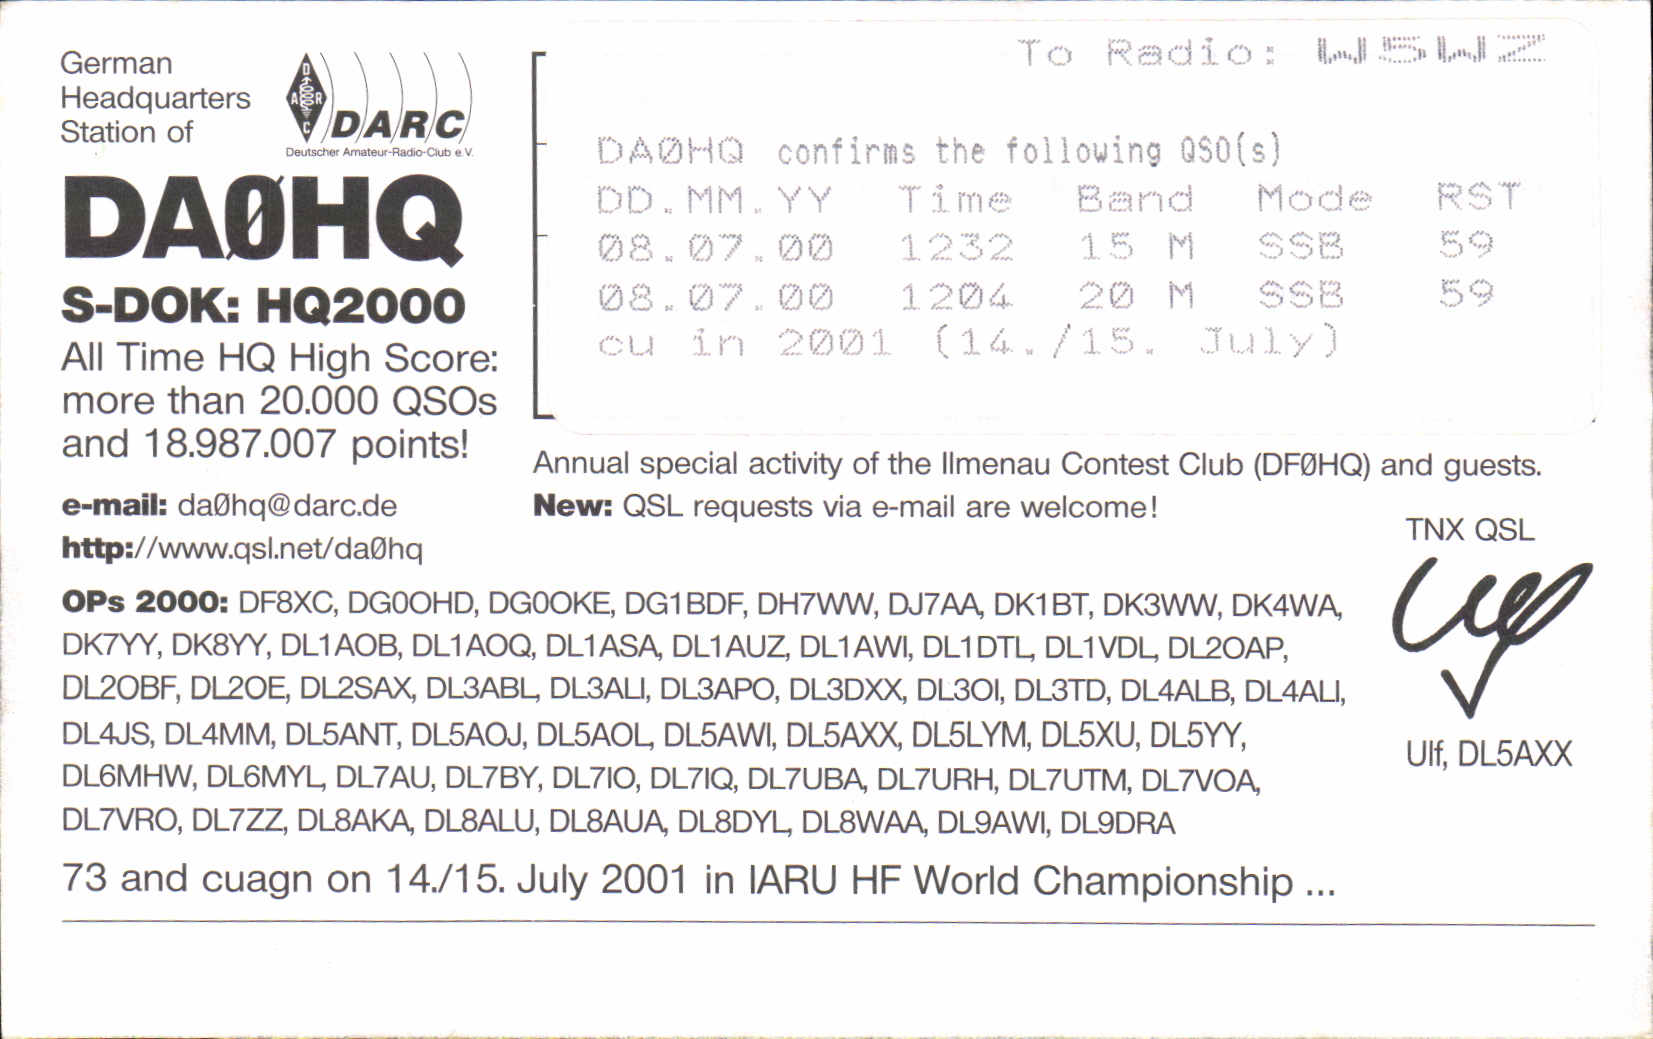 German
Headquarters
Station of
D
A R
C
DARC
Deutscher Amateur-Radio-Club e.V.
DAØHQ
S-DOK: HQ2000
All Time HQ High Score:
more than 20.000 QSOs
and 18.987.007 points!
e-mail: da0hq@darc.de
http://www.qsl.net/da0hq
To Radio: W5WZ
DAØHQ confirms the following QSO(s)
DD.MM.YY Time Band Mode RST
08.07.00 1232 15 M SSB 59
08.07.00 1204 20 M SSB 59
cu in 2001 (14./15. July)
Annual special activity of the Ilmenau Contest Club (DFØHQ) and guests.
New: QSL requests via e-mail are welcome!
TNX QSL
Ulf, DL5AXX
OPs 2000: DF8XC, DG0OHD, DG0OKE, DG1BDF, DH7WW, DJ7AA, DK1BT, DK3WW, DK4WA,
DK7YY, DK8YY, DL1AOB, DL1AOQ, DL1ASA, DL1AUZ, DL1AWI, DL1DTL, DL1VDL, DL2OAP,
DL2OBF, DL2OE, DL2SAX, DL3ABL, DL3ALI, DL3APO, DL3DXX, DL3OI, DL3TD, DL4ALB, DL4ALI,
DL4JS, DL4MM, DL5ANT, DL5AOJ, DL5AOL, DL5AWI, DL5AXX, DL5LYM, DL5XU, DL5YY,
DL6MHW, DL6MYL, DL7AU, DL7BY, DL7IO, DL7IQ, DL7UBA, DL7URH, DL7UTM, DL7VOA,
DL7VRO, DL7ZZ, DL8AKA, DL8ALU, DL8AUA, DL8DYL, DL8WAA, DL9AWI, DL9DRA
73 and cuagn on 14./15. July 2001 in IARU HF World Championship ...